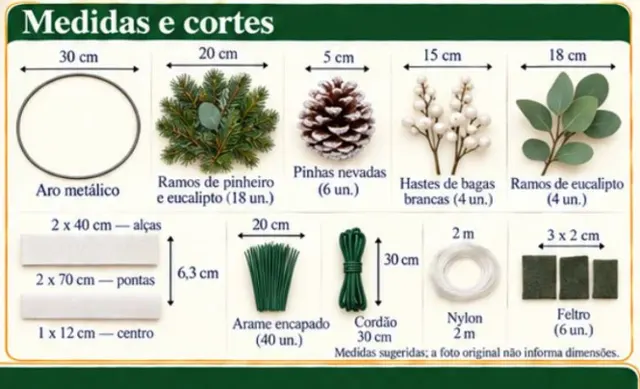 Medidas e cortes
30 cm
20 cm
5 cm
15 cm
18 cm
Aro metálico
Ramos de pinheiro
e eucalipto (18 un.)
Pinhas nevadas
(6 un.)
Hastes de bagas
brancas (4 un.)
Ramos de eucalipto
(4 un.)
2 x 40 cm — alças
2 x 70 cm — pontas
1 x 12 cm — centro
6,3 cm
20 cm
Arame encapado
(40 un.)
30 cm
Cordão
30 cm
2 m
Nylon
2 m
3 x 2 cm
Feltro
(6 un.)
Medidas sugeridas; a foto original não informa dimensões.